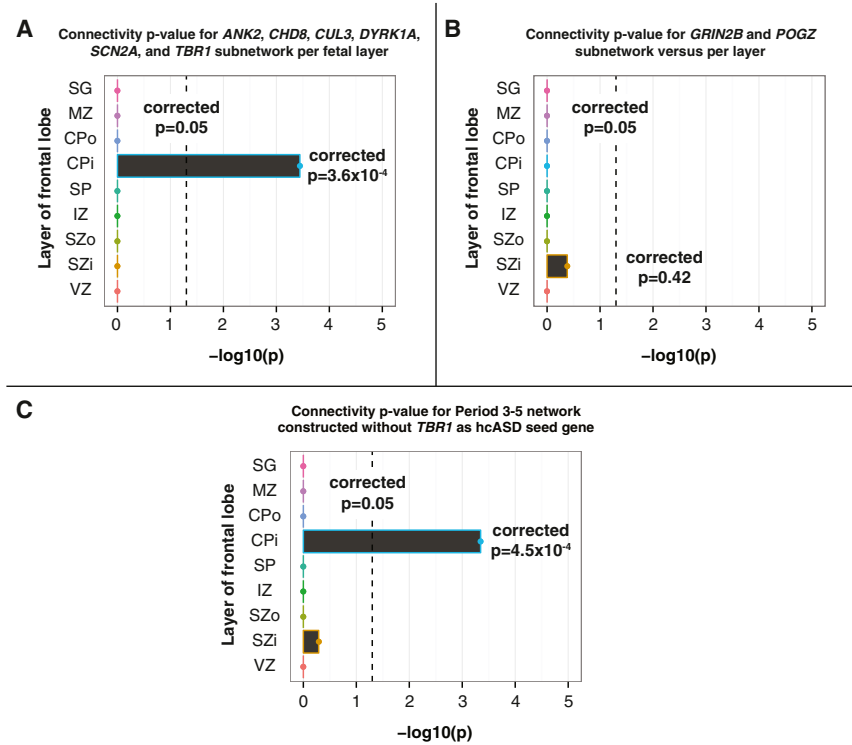 A
Connectivity p-value for ANK2, CHD8, CUL3, DYRK1A,
SCN2A, and TBR1 subnetwork per fetal layer
Layer of frontal lobe
SG
MZ
CPo
CPi
SP
IZ
SZo
SZi
VZ
corrected
p=0.05
corrected
p=3.6x10-4
0 1 2 3 4 5
−log10(p)
B
Connectivity p-value for GRIN2B and POGZ
subnetwork versus per layer
Layer of frontal lobe
SG
MZ
CPo
CPi
SP
IZ
SZo
SZi
VZ
corrected
p=0.05
corrected
p=0.42
0 1 2 3 4 5
−log10(p)
C
Connectivity p-value for Period 3-5 network
constructed without TBR1 as hcASD seed gene
Layer of frontal lobe
SG
MZ
CPo
CPi
SP
IZ
SZo
SZi
VZ
corrected
p=0.05
corrected
p=4.5x10-4
0 1 2 3 4 5
−log10(p)